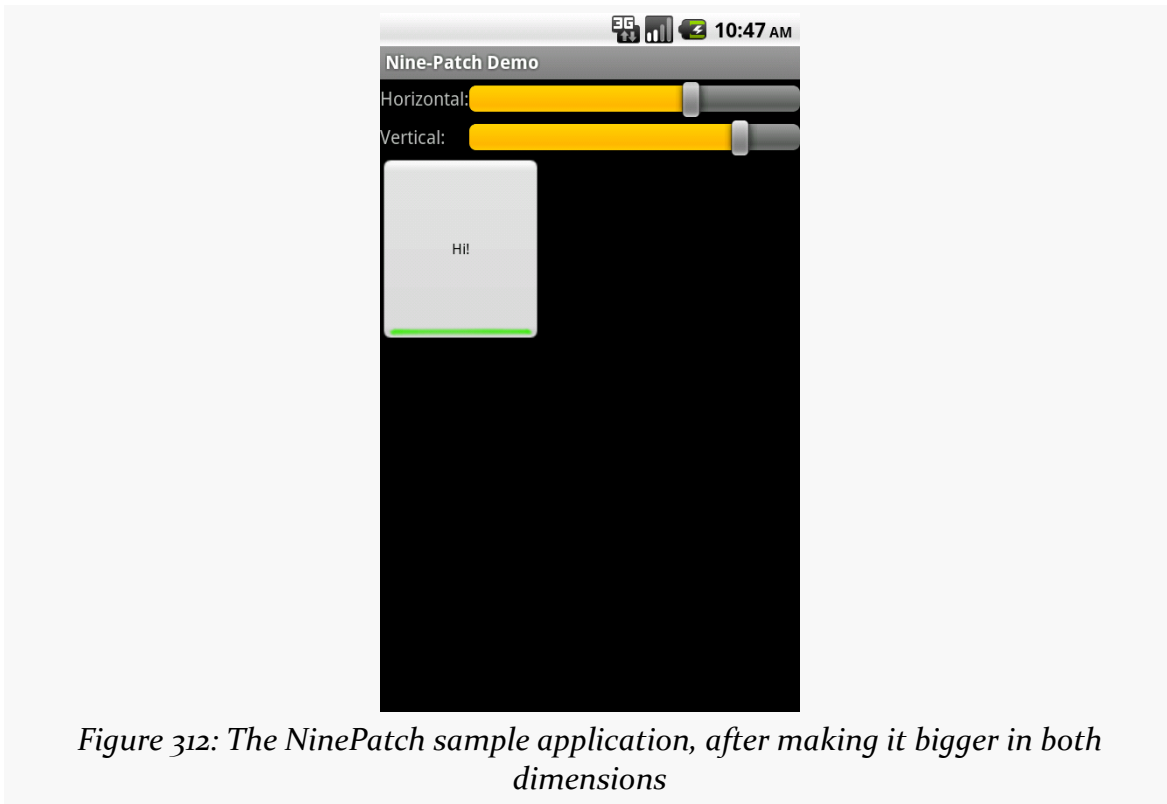 3G 10:47 AM
Nine-Patch Demo
Horizontal:
Vertical:
Hi!
Figure 312: The NinePatch sample application, after making it bigger in both
dimensions